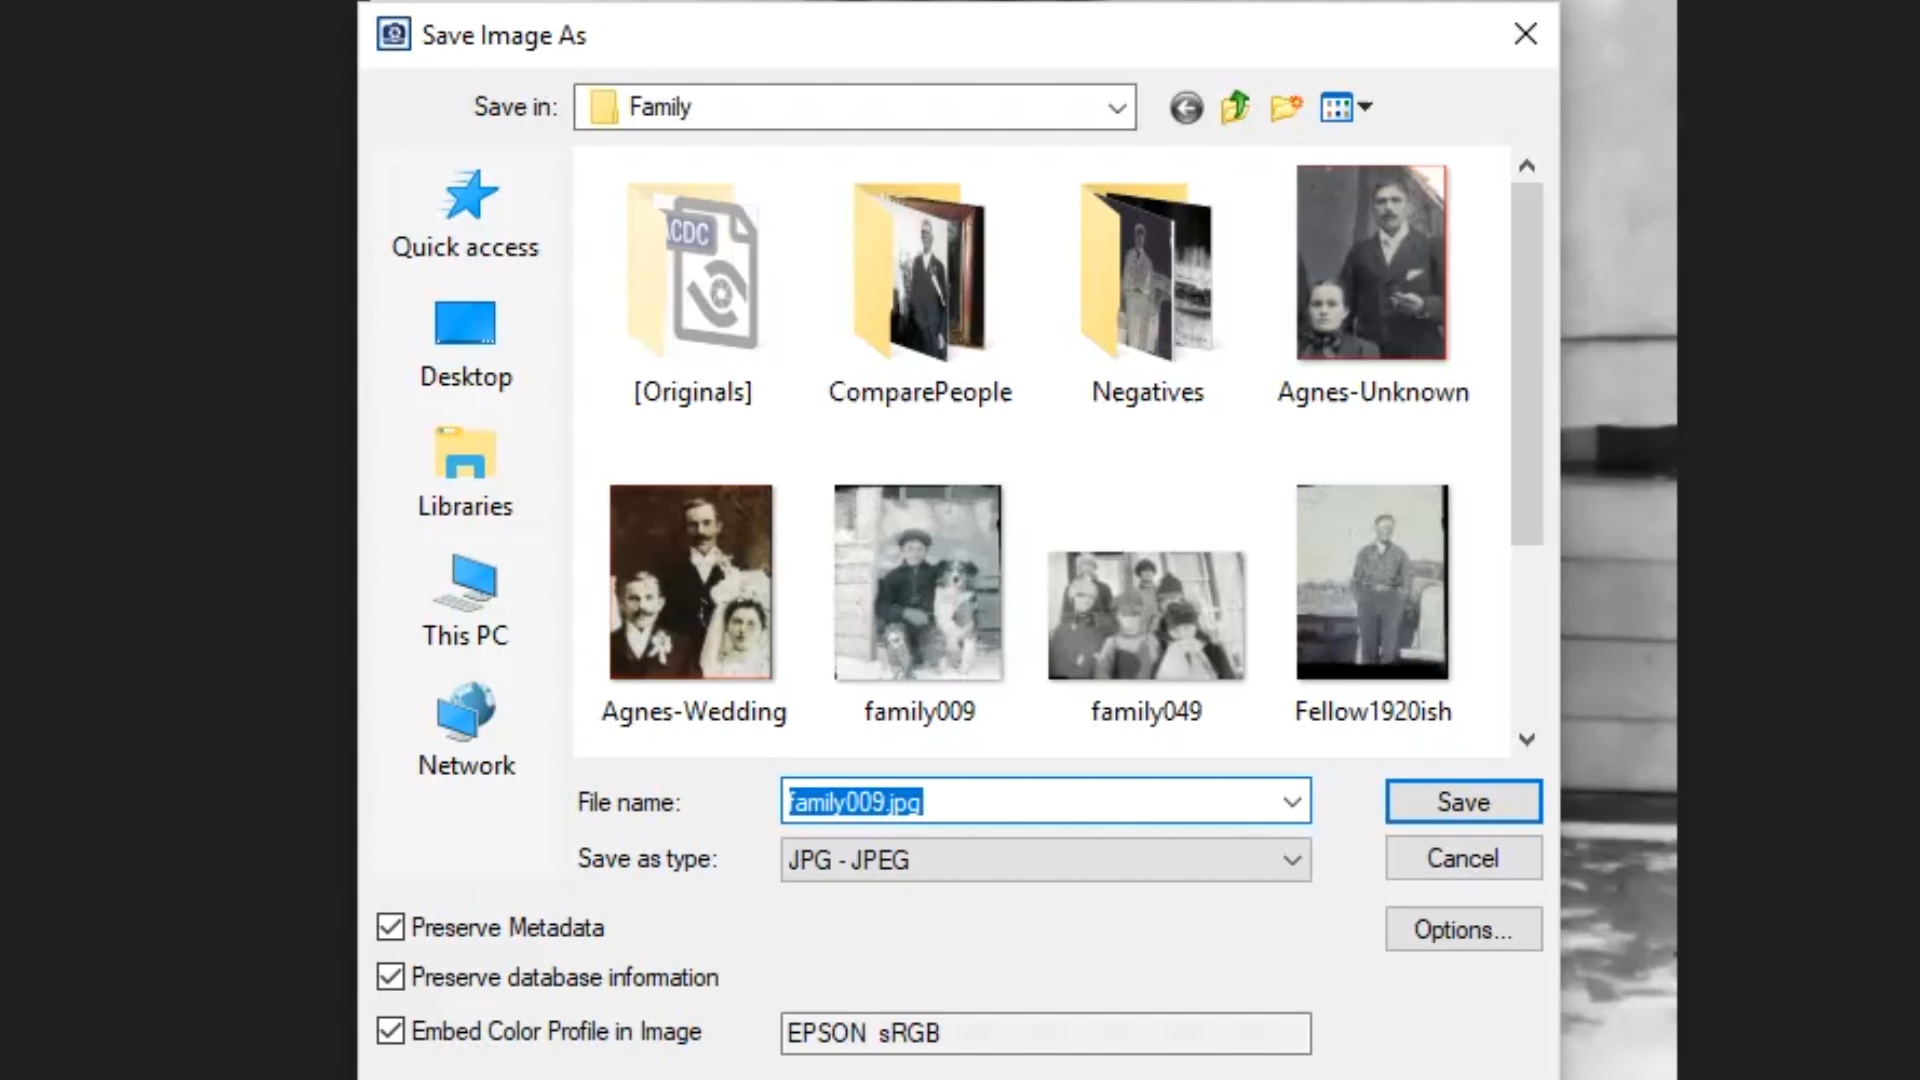 Save Image As
Save in:
Family
Quick access
Desktop
Libraries
This PC
Network
ACDC
[Originals]
ComparePeople
Negatives
Agnes-Unknown
Agnes-Wedding
family009
family049
Fellow1920ish
File name:
family009.jpg
Save
Save as type:
JPG - JPEG
Cancel
Preserve Metadata
Options...
Preserve database information
Embed Color Profile in Image
EPSON sRGB